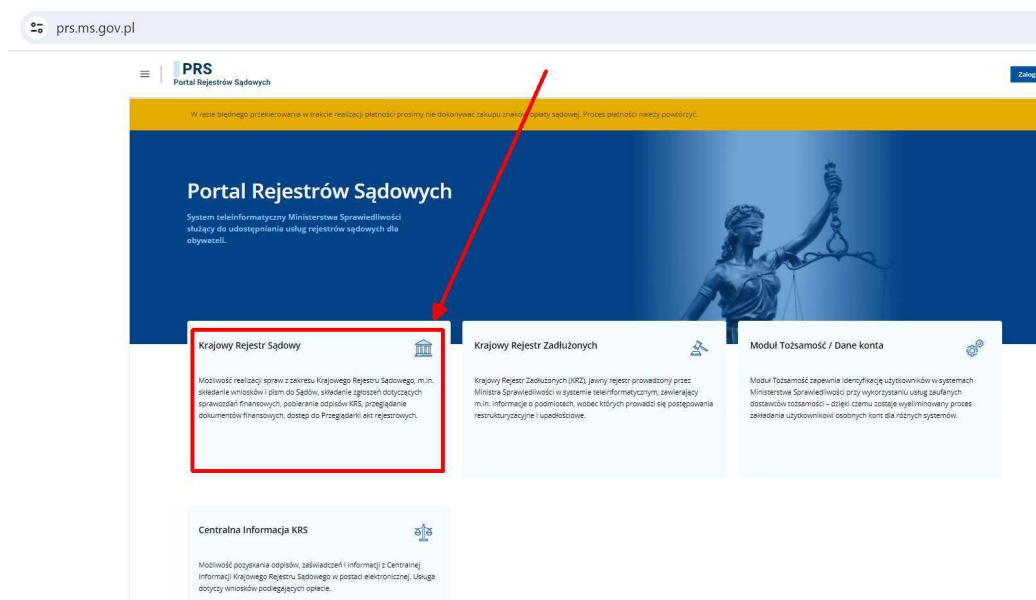 prs.ms.gov.pl
PRS
Portal Rejestrów Sądowych
Zalog
W razie błędnego przekierowania w trakcie realizacji płatności prosimy nie dokonywać zakupu znaków opłaty sądowej. Proces płatności należy powtórzyć.
Portal Rejestrów Sądowych
System teleinformatyczny Ministerstwa Sprawiedliwości
służący do udostępniania usług rejestrów sądowych dla
obywateli.
Krajowy Rejestr Sądowy
Możliwość realizacji spraw z zakresu Krajowego Rejestru Sądowego, m.in.
składanie wniosków i pism do Sądów, składanie zgłoszeń dotyczących
sprawozdań finansowych, pobieranie odpisów KRS, przeglądanie
dokumentów finansowych, dostęp do Przeglądarki akt rejestrowych.
Krajowy Rejestr Zadłużonych
Krajowy Rejestr Zadłużonych (KRZ), jawny rejestr prowadzony przez
Ministra Sprawiedliwości w systemie teleinformatycznym, zawierający
m.in. informacje o podmiotach, wobec których prowadzi się postępowania
restrukturyzacyjne i upadłościowe.
Moduł Tożsamość / Dane konta
Moduł Tożsamość zapewnia identyfikację użytkowników w systemach
Ministerstwa Sprawiedliwości przy wykorzystaniu usług zaufanych
dostawców tożsamości – dzięki czemu zostaje wyeliminowany proces
zakładania użytkownikowi osobnych kont dla różnych systemów.
Centralna Informacja KRS
Możliwość pozyskania odpisów, zaświadczeń i informacji z Centralnej
Informacji Krajowego Rejestru Sądowego w postaci elektronicznej. Usługa
dotyczy wniosków podlegających opłacie.